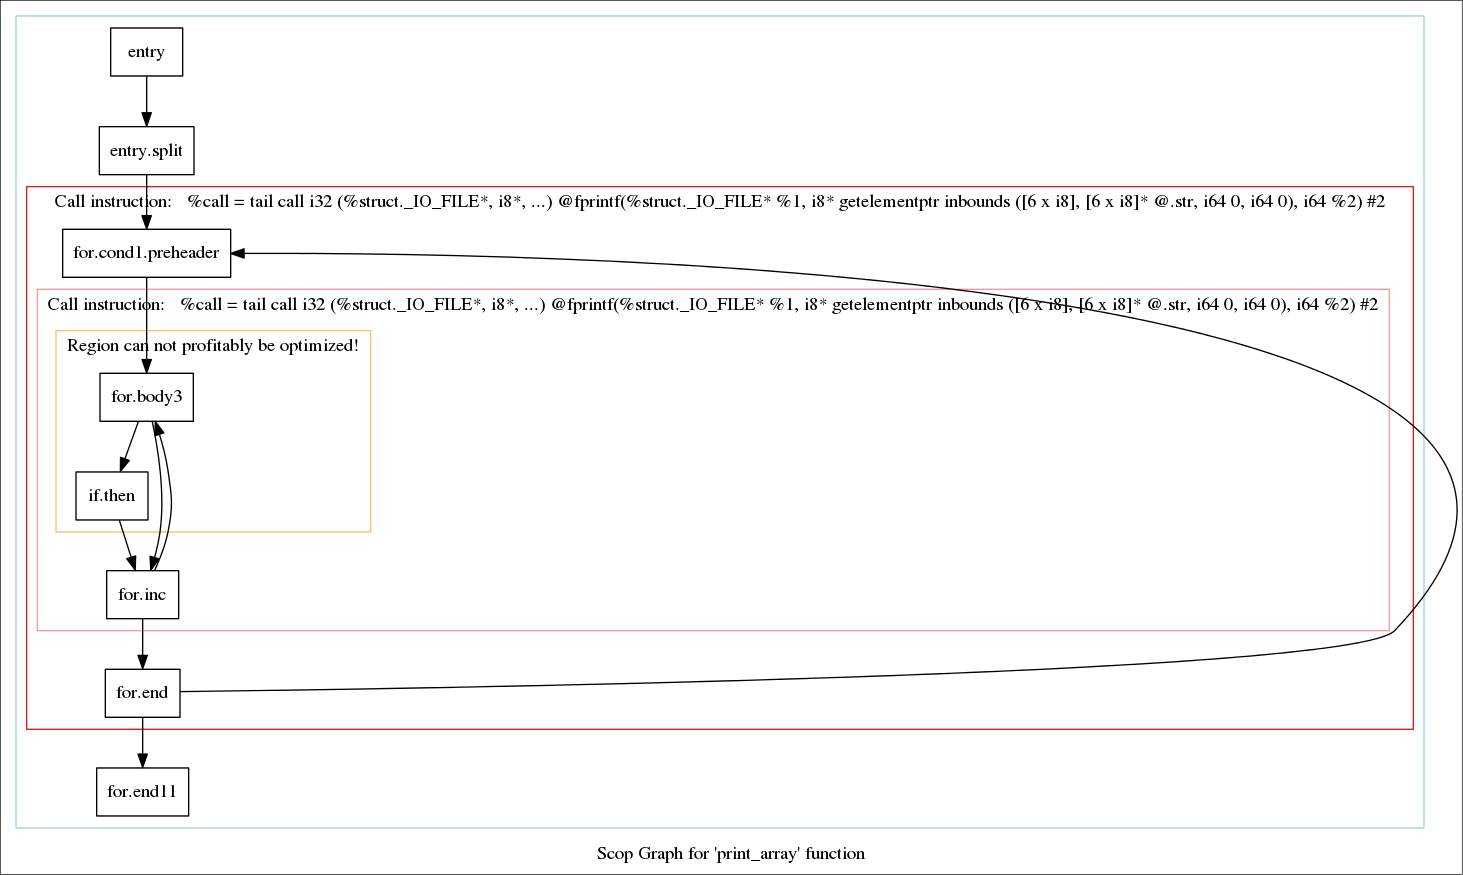 entry
entry.split
Call instruction: %call = tail call i32 (%struct._IO_FILE*, i8*, ...) @fprintf(%struct._IO_FILE* %1, i8* getelementptr inbounds ([6 x i8], [6 x i8]* @.str, i64 0, i64 0), i64 %2) #2
for.cond1.preheader
Call instruction: %call = tail call i32 (%struct._IO_FILE*, i8*, ...) @fprintf(%struct._IO_FILE* %1, i8* getelementptr inbounds ([6 x i8], [6 x i8]* @.str, i64 0, i64 0), i64 %2) #2
Region can not profitably be optimized!
for.body3
if.then
for.inc
for.end
for.end11
Scop Graph for 'print_array' function